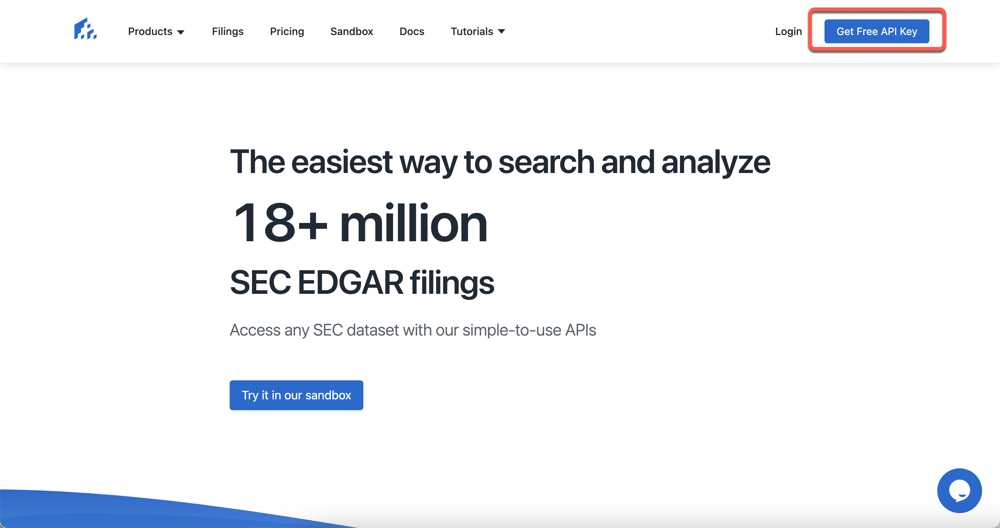 Products
Filings
Pricing
Sandbox
Docs
Tutorials
Login
Get Free API Key
The easiest way to search and analyze
18+ million
SEC EDGAR filings
Access any SEC dataset with our simple-to-use APIs
Try it in our sandbox